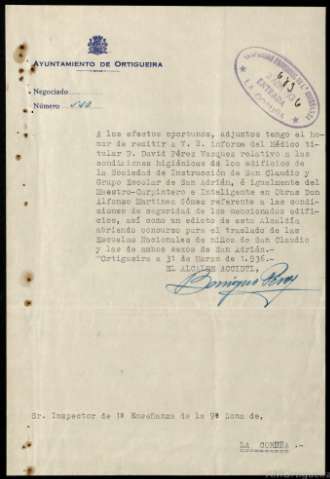 AYUNTAMIENTO DE ORTIGUEIRA
Negociado
Número
ENTRADA
LA CORUÑA
A los efectos oportunos, adjuntos tengo el
honor de remitir a V. S. informe del Médico ti-
tular D. David Pérez Vazquez relativo a las
condiciones higiénicas de los edificios de
la Sociedad de Instrucción de San Claudio y
Grupo Escolar de San Adrián, é igualmente del
Maestro-Carpintero e Inteligente en Obras Don
Alfonso Martinez Gómez referente a las condi-
ciones de seguridad de los mencionados edifi-
cios, así como un edicto de esta Alcaldía
abriendo concurso para el traslado de las
Escuelas Nacionales de niños de San Claudio
y las de ambos sexos de San Adrián.-
Ortigueira a 31 de Marzo de 1.936.-
EL ALCALDE ACCIDTL,
Sr. Inspector de 1ª Enseñanza de la 9ª Zona de,
LA CORUÑA.-